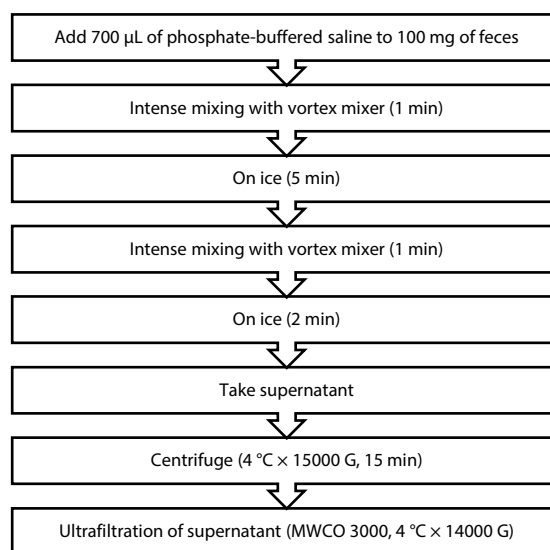 Add 700 μL of phosphate-buffered saline to 100 mg of feces
Intense mixing with vortex mixer (1 min)
On ice (5 min)
Intense mixing with vortex mixer (1 min)
On ice (2 min)
Take supernatant
Centrifuge (4 °C × 15000 G, 15 min)
Ultrafiltration of supernatant (MWCO 3000, 4 °C × 14000 G)